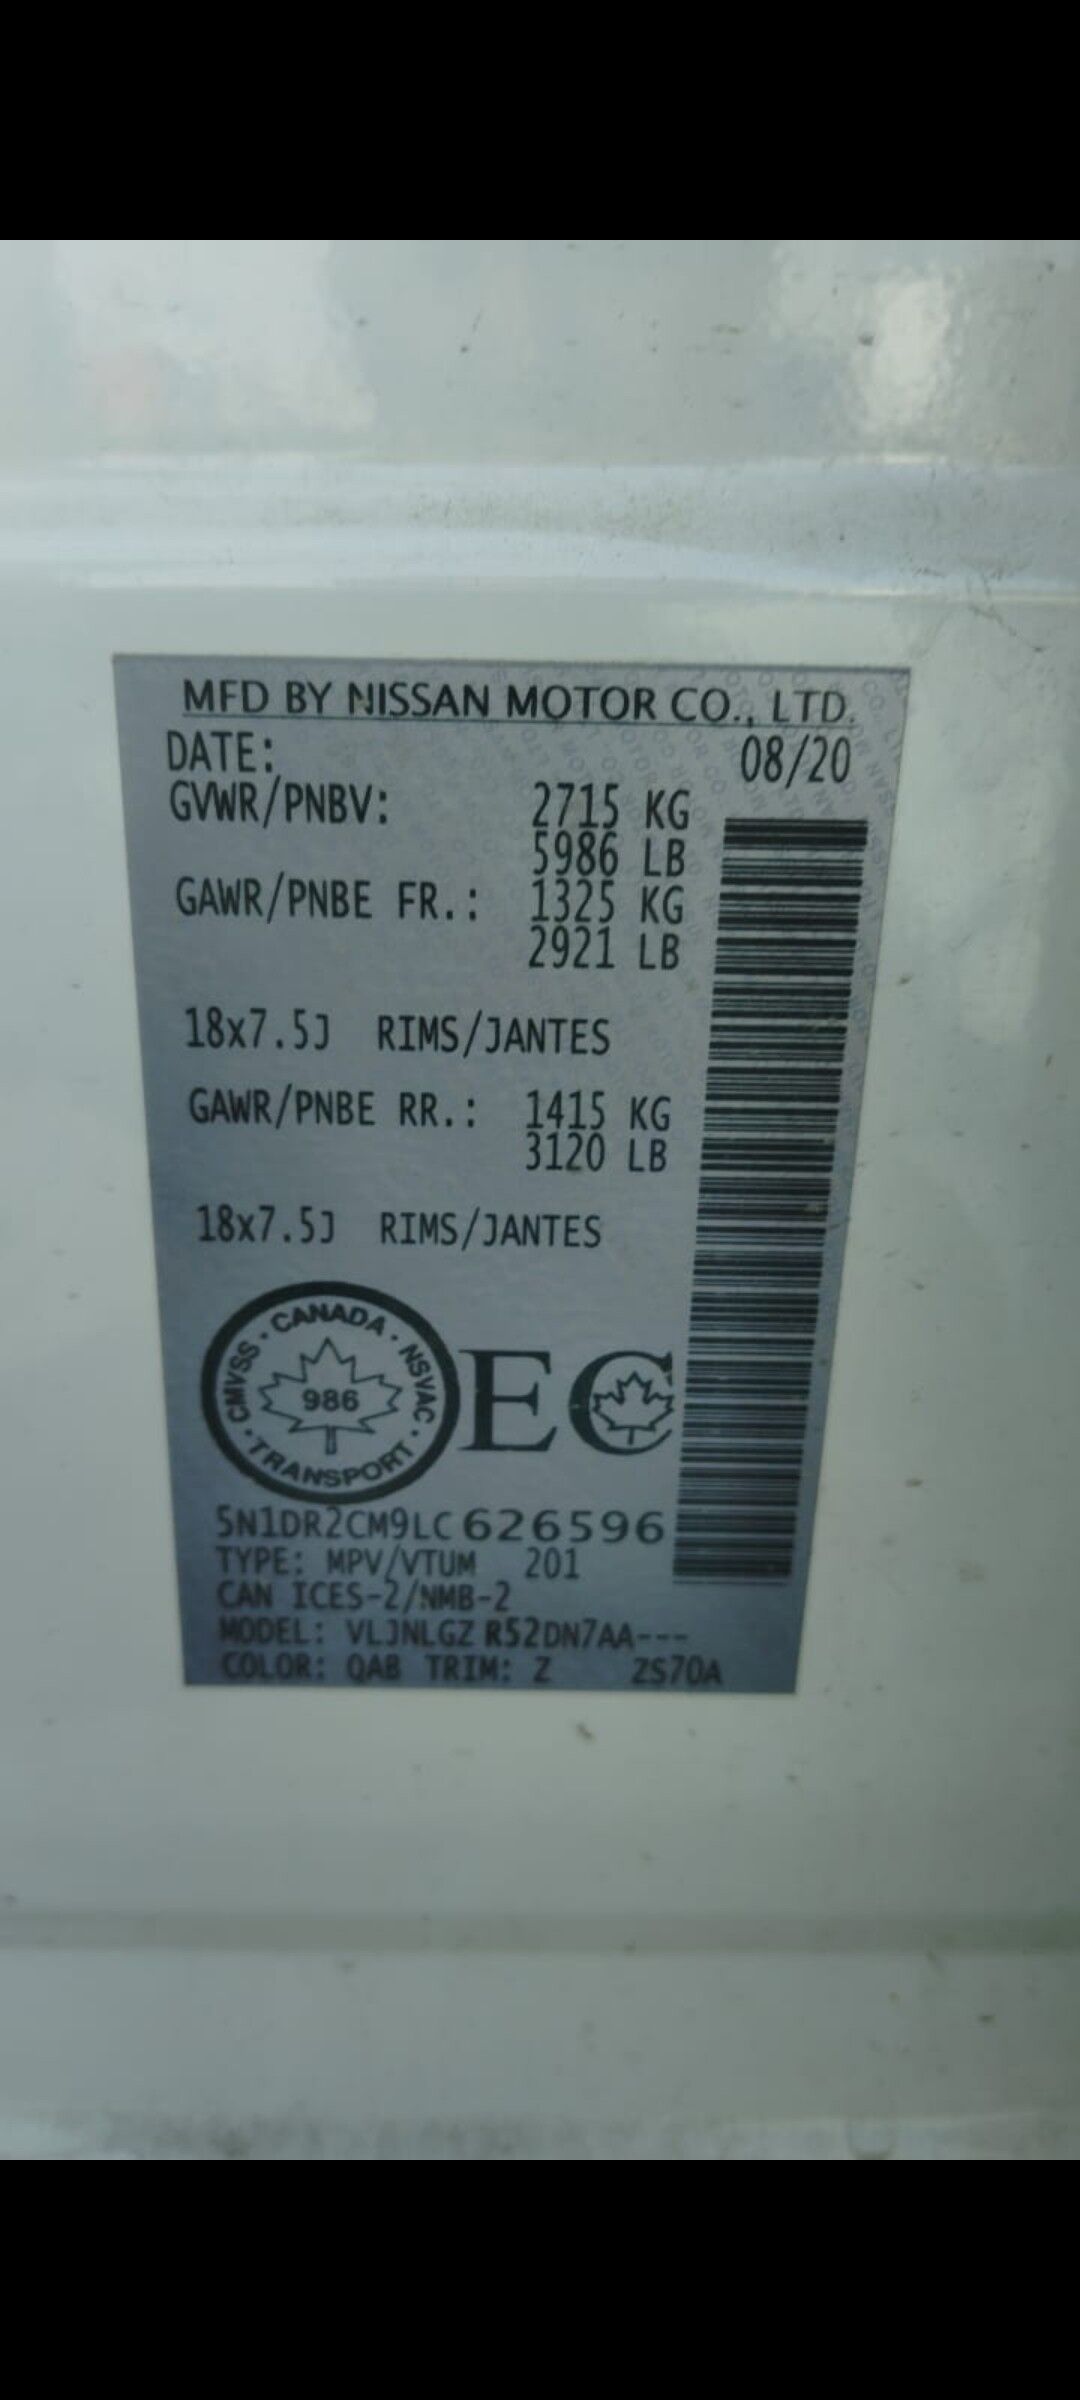 MFD BY NISSAN MOTOR CO., LTD.
DATE: 08/20
GVWR/PNBV: 2715 KG
5986 LB
GAWR/PNBE FR.: 1325 KG
2921 LB
18x7.5J RIMS/JANTES
GAWR/PNBE RR.: 1415 KG
3120 LB
18x7.5J RIMS/JANTES
CANADA · NSVAC · TRANSPORT · CMVSS ·
986
EC
5N1DR2CM9LC626596
TYPE: MPV/VTUM 201
CAN ICES-2/NMB-2
MODEL: VLJNLGZ R52DN7AA---
COLOR: QAB TRIM: Z ZS70A